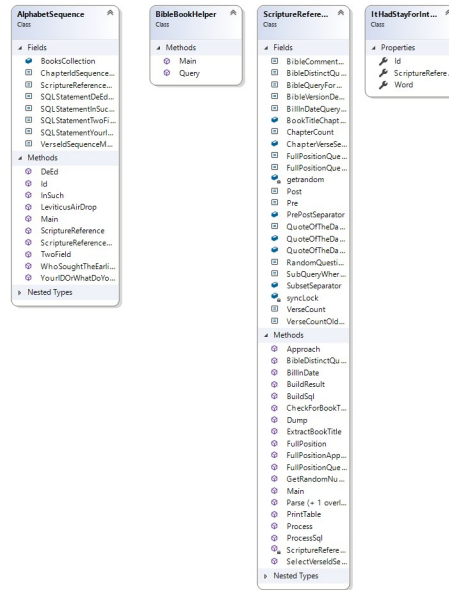 AlphabetSequence
Class
Fields
BooksCollection
ChapterIdSequence...
ScriptureReference...
SQLStatementDeEd...
SQLStatementInSuc...
SQLStatementTwoFi...
SQLStatementYourI...
VerseIdSequenceM...
Methods
DeEd
Id
InSuch
LeviticusAirDrop
Main
ScriptureReference
ScriptureReference...
TwoField
WhoSoughtTheEarli...
YourIDOrWhatDoYo...
Nested Types
BibleBookHelper
Class
Methods
Main
Query
ScriptureRefere...
Class
Fields
BibleComment...
BibleDistinctQu...
BibleQueryFor...
BibleVersionDe...
BillInDateQuery...
BookTitleChapt...
ChapterCount
ChapterVerseSe...
FullPositionQue...
FullPositionQue...
getrandom
Post
Pre
PrePostSeparator
QuoteOfTheDa...
QuoteOfTheDa...
QuoteOfTheDa...
RandomQuesti...
SubQueryWher...
SubsetSeparator
syncLock
VerseCount
VerseCountOld...
Methods
Approach
BibleDistinctQu...
BillInDate
BuildResult
BuildSql
CheckForBookT...
Dump
ExtractBookTitle
FullPosition
FullPositionApp...
FullPositionQue...
GetRandomNu...
Main
Parse (+ 1 overl...
PrintTable
Process
ProcessSql
ScriptureRefere...
SelectVerseIdSe...
Nested Types
ItHadStayForInt...
Class
Properties
Id
ScriptureRefere
Word